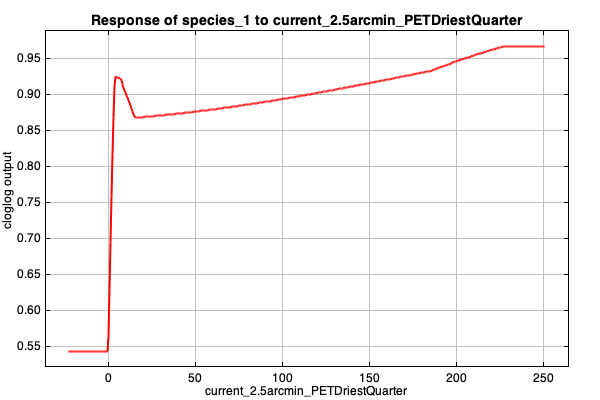 Response of species_1 to current_2.5arcmin_PETDriestQuarter
0.95
0.90
0.85
0.80
0.75
0.70
0.65
0.60
0.55
cloglog output
0 50 100 150 200 250
current_2.5arcmin_PETDriestQuarter